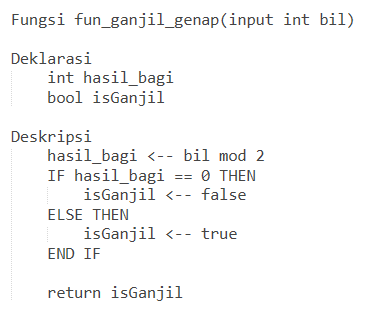 Fungsi fun_ganjil_genap(input int bil)
Deklarasi
int hasil_bagi
bool isGanjil
Deskripsi
hasil_bagi <-- bil mod 2
IF hasil_bagi == 0 THEN
isGanjil <-- false
ELSE THEN
isGanjil <-- true
END IF
return isGanjil